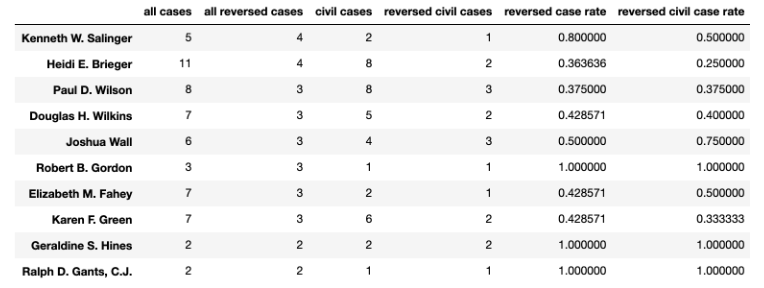 all cases all reversed cases civil cases reversed civil cases reversed case rate reversed civil case rate
Kenneth W. Salinger 5 4 2 1 0.800000 0.500000
Heidi E. Brieger 11 4 8 2 0.363636 0.250000
Paul D. Wilson 8 3 8 3 0.375000 0.375000
Douglas H. Wilkins 7 3 5 2 0.428571 0.400000
Joshua Wall 6 3 4 3 0.500000 0.750000
Robert B. Gordon 3 3 1 1 1.000000 1.000000
Elizabeth M. Fahey 7 3 2 1 0.428571 0.500000
Karen F. Green 7 3 6 2 0.428571 0.333333
Geraldine S. Hines 2 2 2 2 1.000000 1.000000
Ralph D. Gants, C.J. 2 2 1 1 1.000000 1.000000